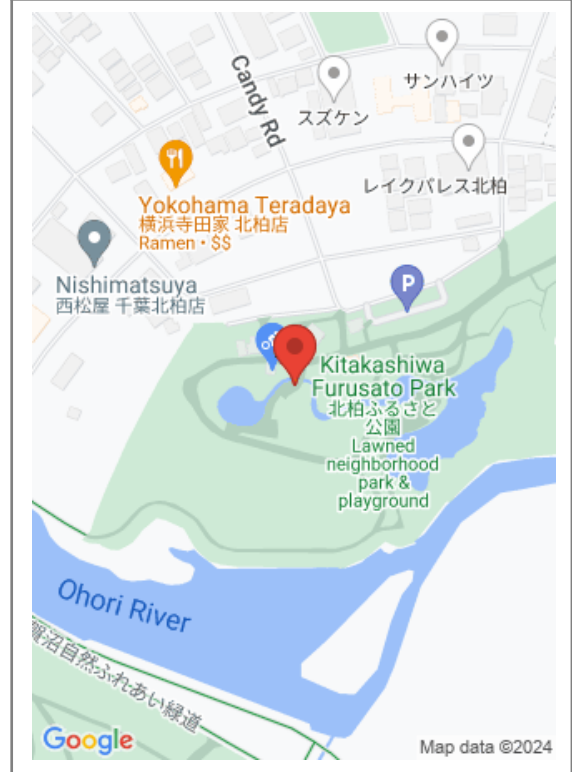 サンハイツ
Candy Rd
スズケン
レイクパレス北柏
Yokohama Teradaya
横浜寺田家 北柏店
Ramen・$$
P
Nishimatsuya
西松屋 千葉北柏店
Kitakashiwa
Furusato Park
北柏ふるさと
公園
Lawned
neighborhood
park &
playground
Ohori River
沼自然ふれあい緑道
Google
Map data ©2024